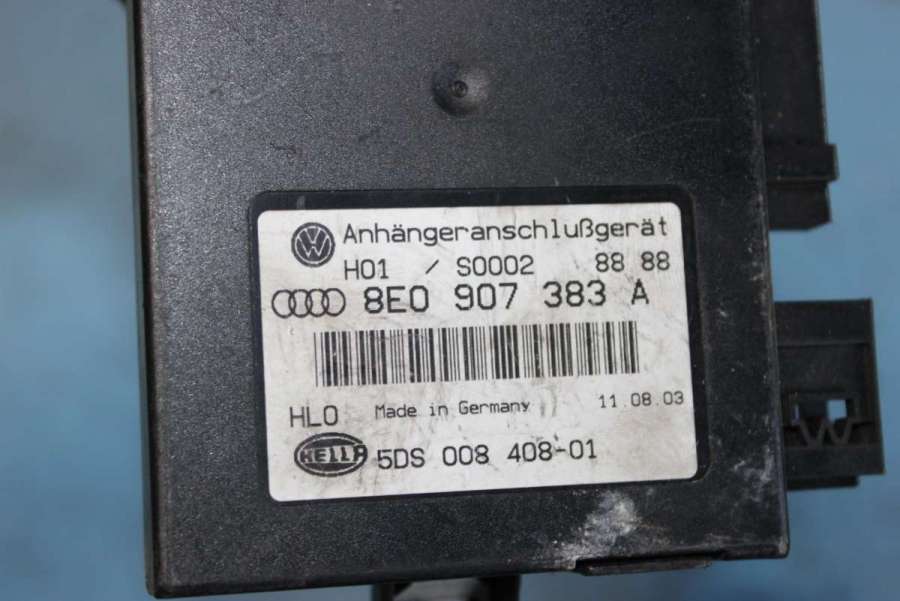 Anhängeranschlußgerät
H01 / S0002 88 88
8E0 907 383 A
HLO Made in Germany 11.08.03
HELLA 5DS 008 408-01